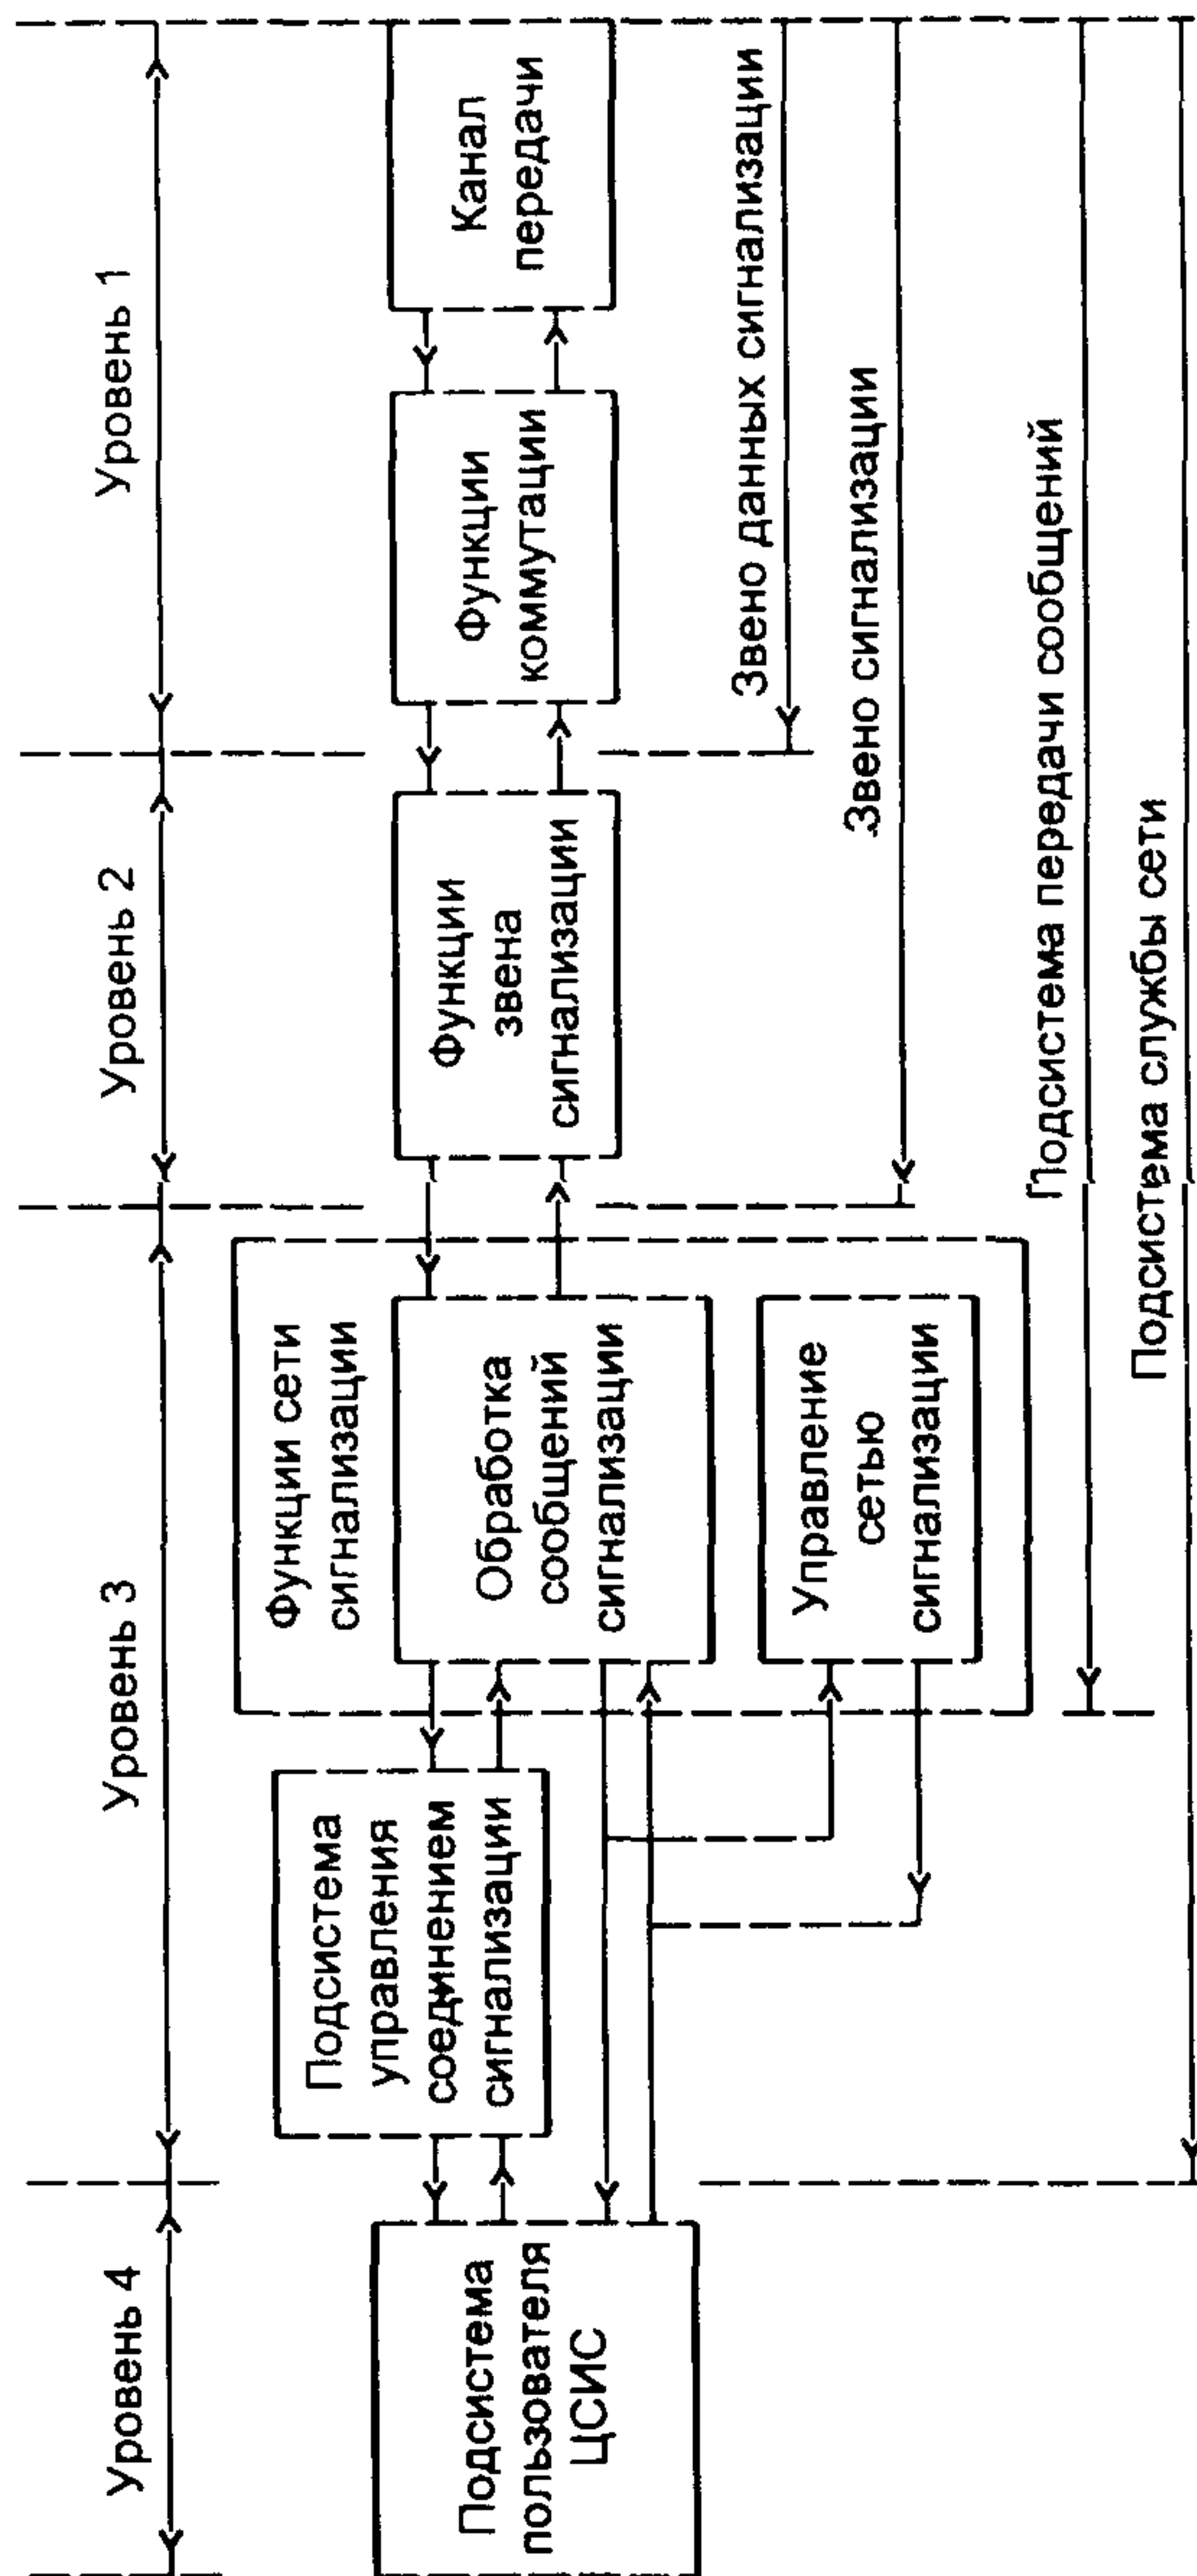 Уровень 4
Уровень 3
Уровень 2
Уровень 1
Подсистема
пользователя
ЦСИС
Подсистема
управления
соединением
сигнализации
Функции сети
сигнализации
Обработка
сообщений
сигнализации
Управление
сетью
сигнализации
Функции
звена
сигнализации
Функции
коммутации
Канал
передачи
Звено данных сигнализации
Звено сигнализации
Подсистема передачи сообщений
Подсистема службы сети